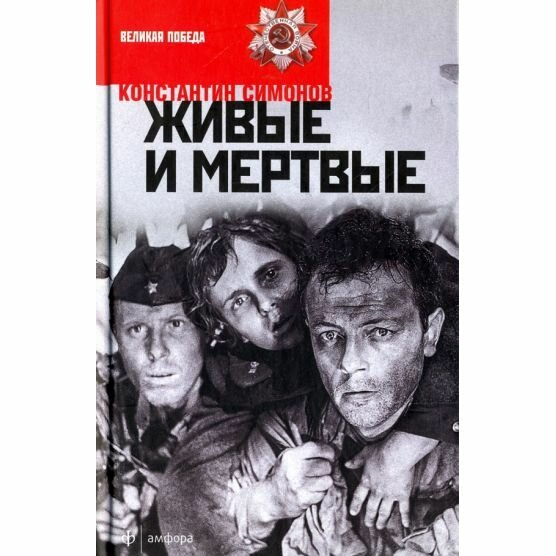 ВЕЛИКАЯ ПОБЕДА
КОНСТАНТИН СИМОНОВ
ЖИВЫЕ
И МЕРТВЫЕ
ф амфора